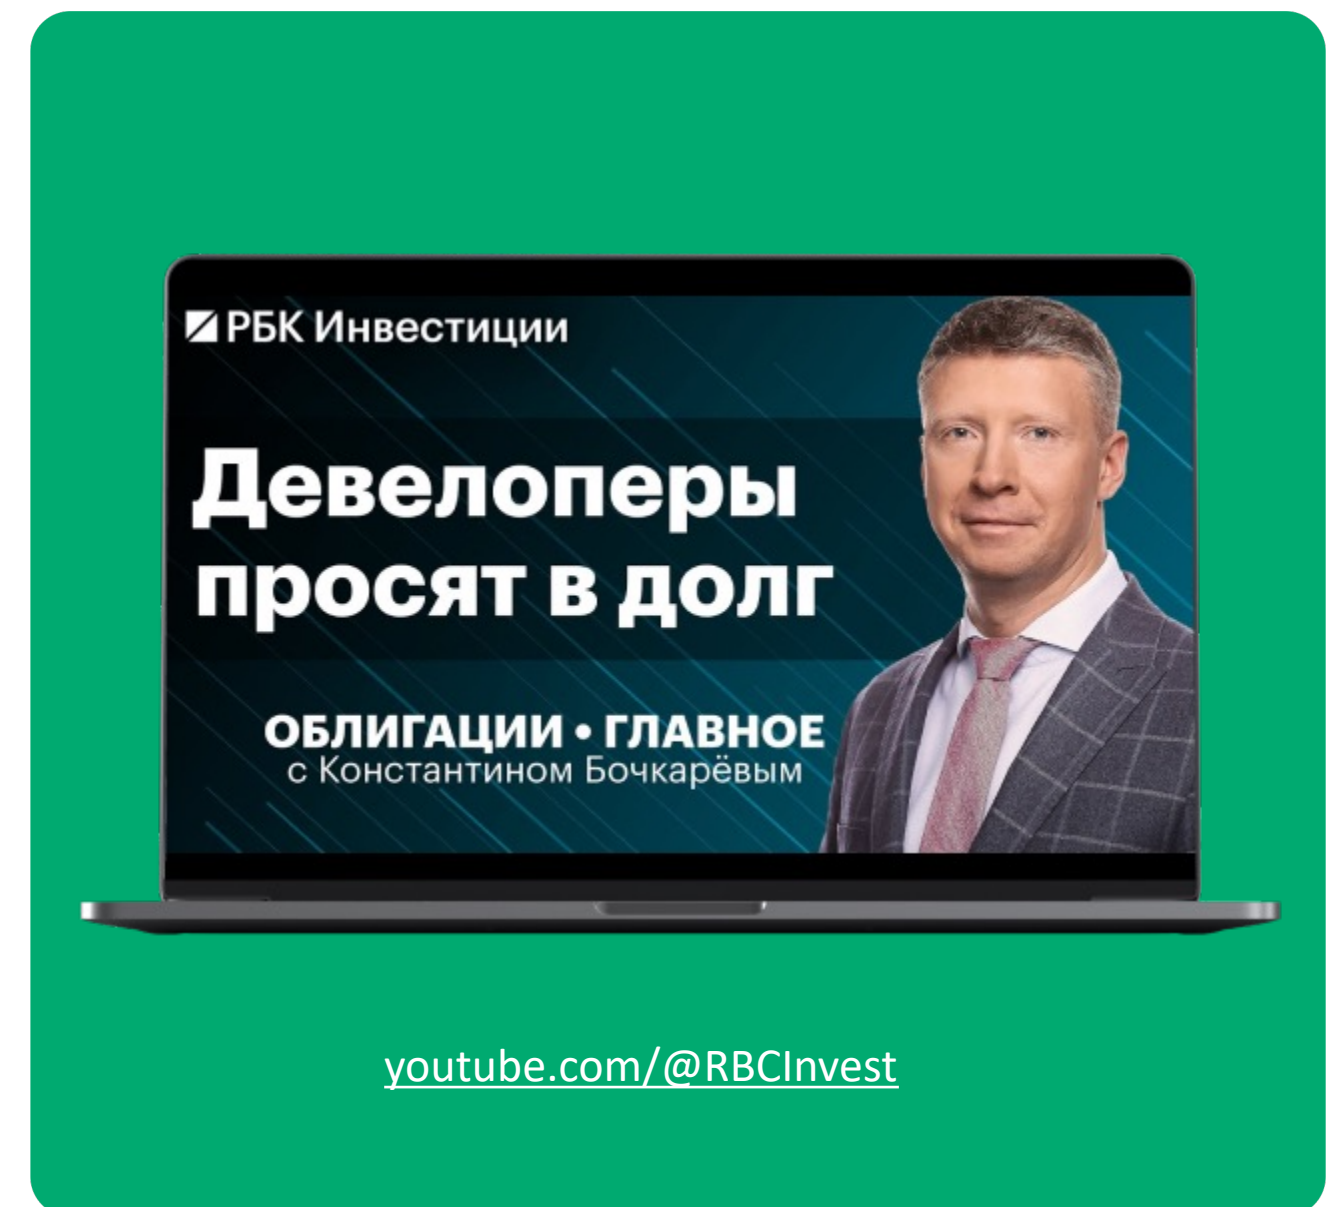 РБК Инвестиции
Девелоперы
просят в долг
ОБЛИГАЦИИ • ГЛАВНОЕ
с Константином Бочкарёвым
youtube.com/@RBCInvest